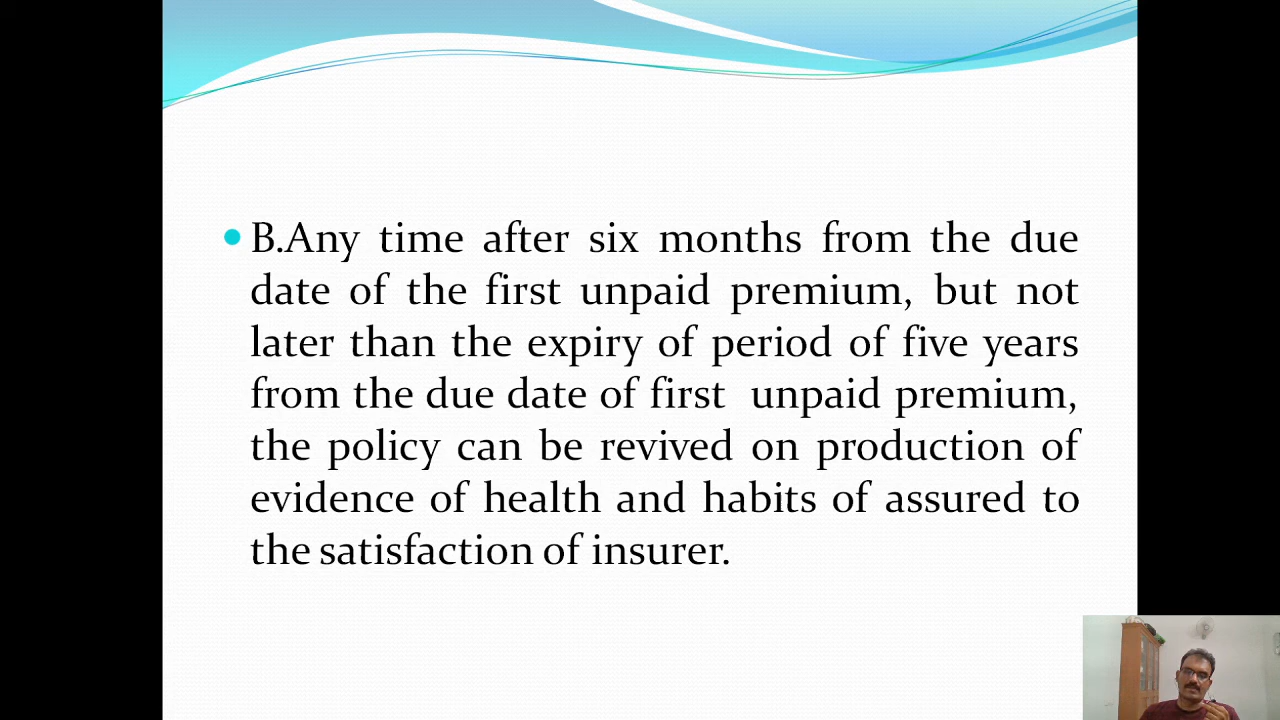 B.Any time after six months from the due
date of the first unpaid premium, but not
later than the expiry of period of five years
from the due date of first unpaid premium,
the policy can be revived on production of
evidence of health and habits of assured to
the satisfaction of insurer.